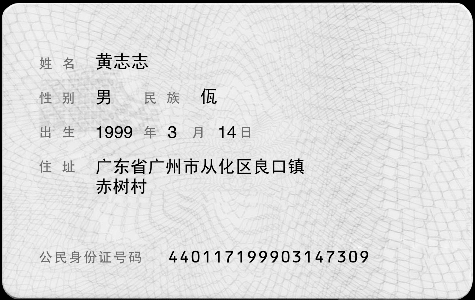 姓名 黄志志
性别 男 民族 佤
出生 1999 年 3 月 14 日
住址 广东省广州市从化区良口镇
赤树村
公民身份证号码 440117199903147309